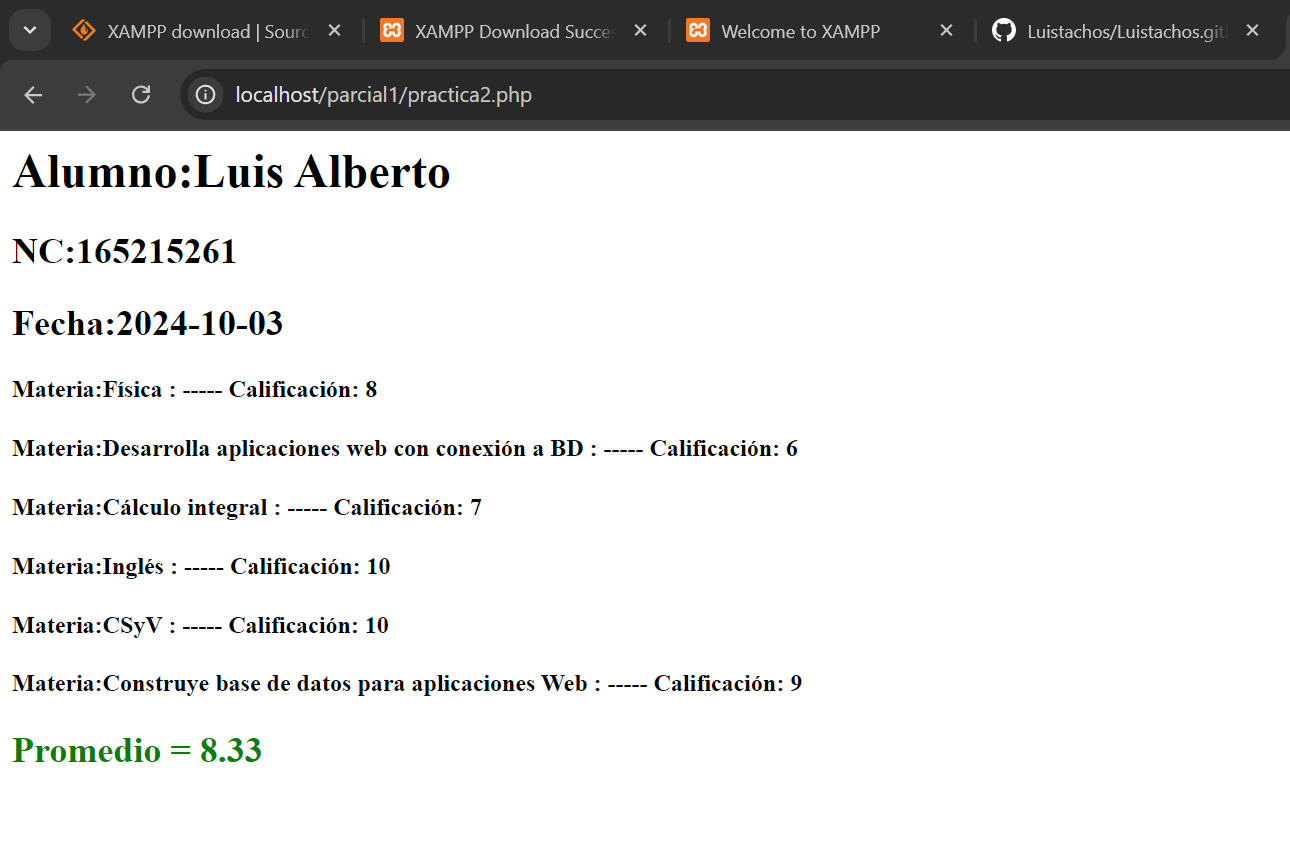 XAMPP download | Sourc
XAMPP Download Succes
Welcome to XAMPP
Luistachos/Luistachos.git
localhost/parcial1/practica2.php
Alumno:Luis Alberto
NC:165215261
Fecha:2024-10-03
Materia:Física : ----- Calificación: 8
Materia:Desarrolla aplicaciones web con conexión a BD : ----- Calificación: 6
Materia:Cálculo integral : ----- Calificación: 7
Materia:Inglés : ----- Calificación: 10
Materia:CSyV : ----- Calificación: 10
Materia:Construye base de datos para aplicaciones Web : ----- Calificación: 9
Promedio = 8.33